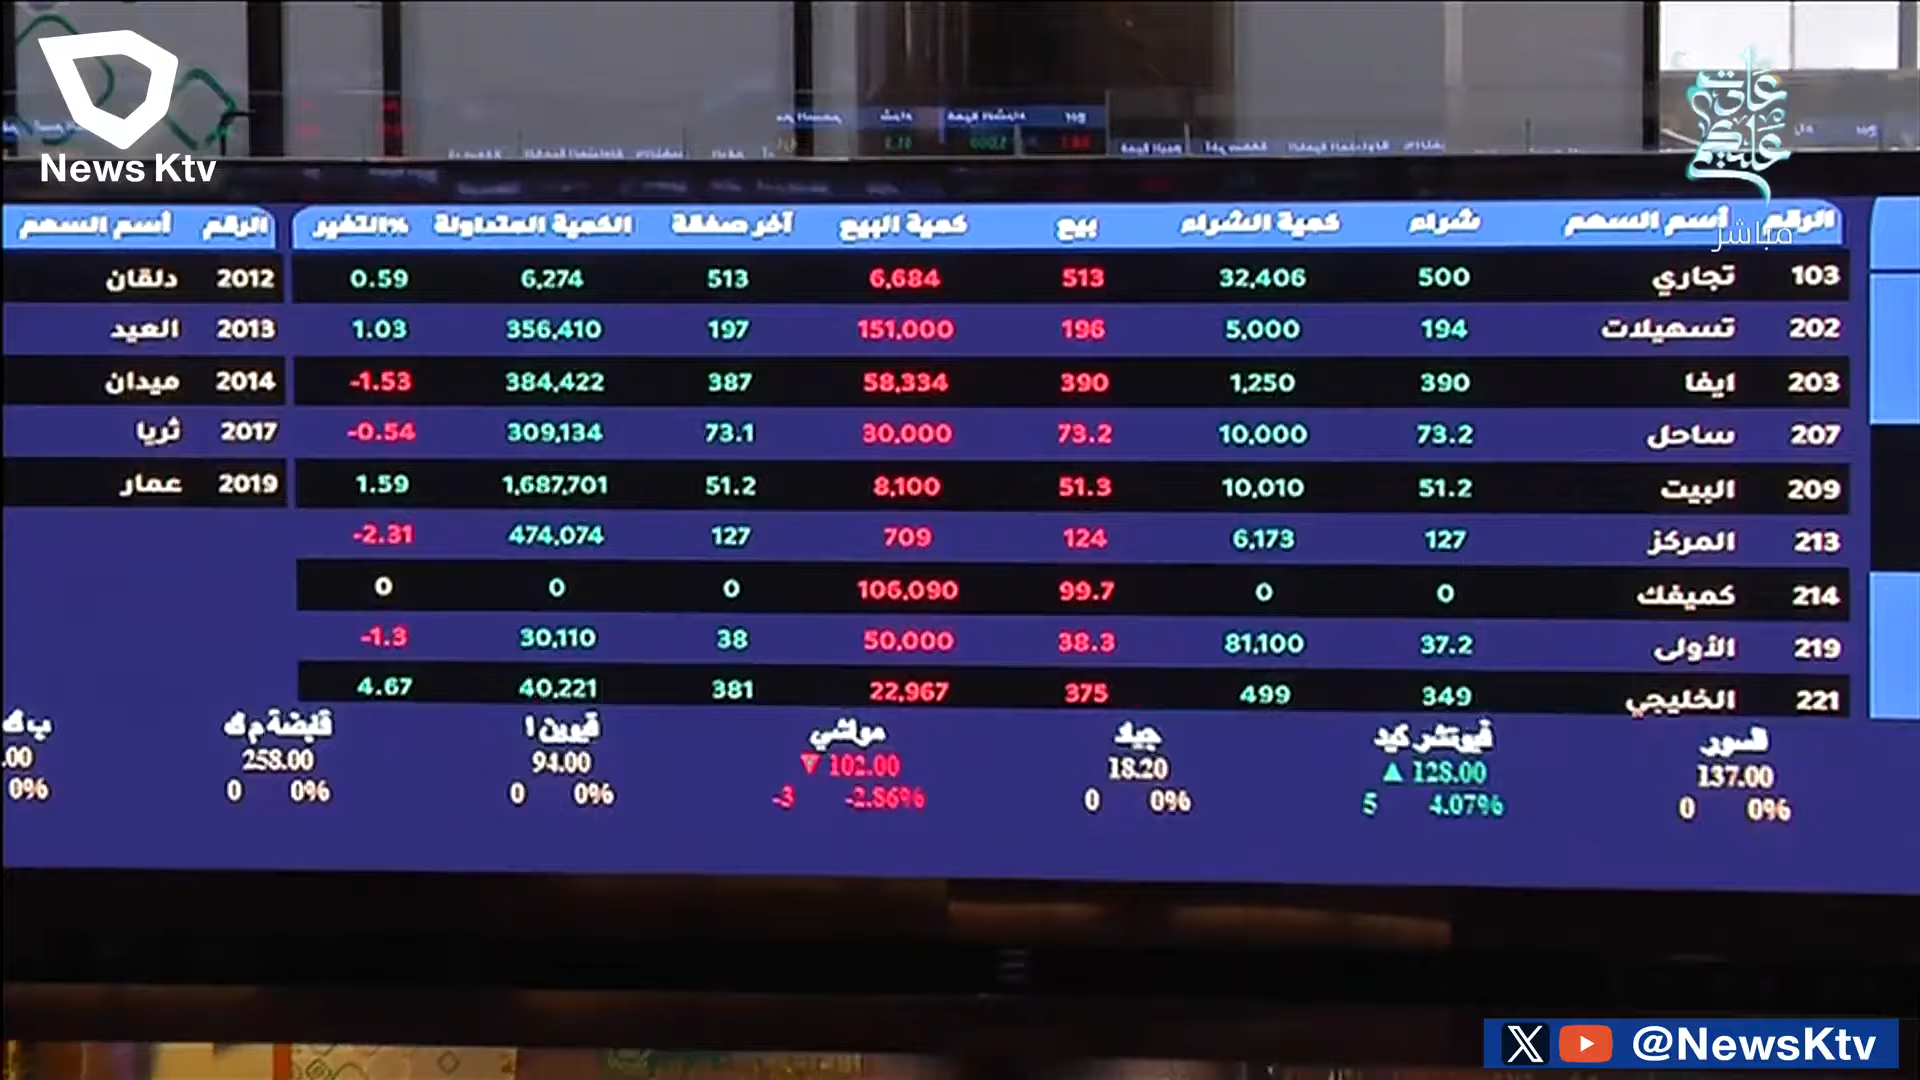 News Ktv
عادت عليكم
مباشر
الرقم أسم السهم شراء كمية الشراء بيع كمية البيع آخر صفقة الكمية المتداولة التغير% الرقم أسم السهم
103 تجاري 500 32,406 513 6,684 513 6,274 0.59 2012 دلقان
202 تسهيلات 194 5,000 196 151,000 197 356,410 1.03 2013 العيد
203 ايفا 390 1,250 390 58,334 387 384,422 -1.53 2014 ميدان
207 ساحل 73.2 10,000 73.2 30,000 73.1 309,134 -0.54 2017 ثريا
209 البيت 51.2 10,010 51.3 8,100 51.2 1,687,701 1.59 2019 عمار
213 المركز 127 6,173 124 709 127 474,074 -2.31
214 كميفك 0 0 99.7 106,090 0 0 0
219 الأولى 37.2 81,100 38.3 50,000 38 30,110 -1.3
221 الخليجي 349 499 375 22,967 381 40,221 4.67
السور فيوتشر كيد جياد مواشي قيوين ا قابضة م ك
137.00 ▲ 128.00 18.20 ▼ 102.00 94.00 258.00 .00
0 0% 5 4.07% 0 0% -3 -2.86% 0 0% 0 0% 0%
@NewsKtv